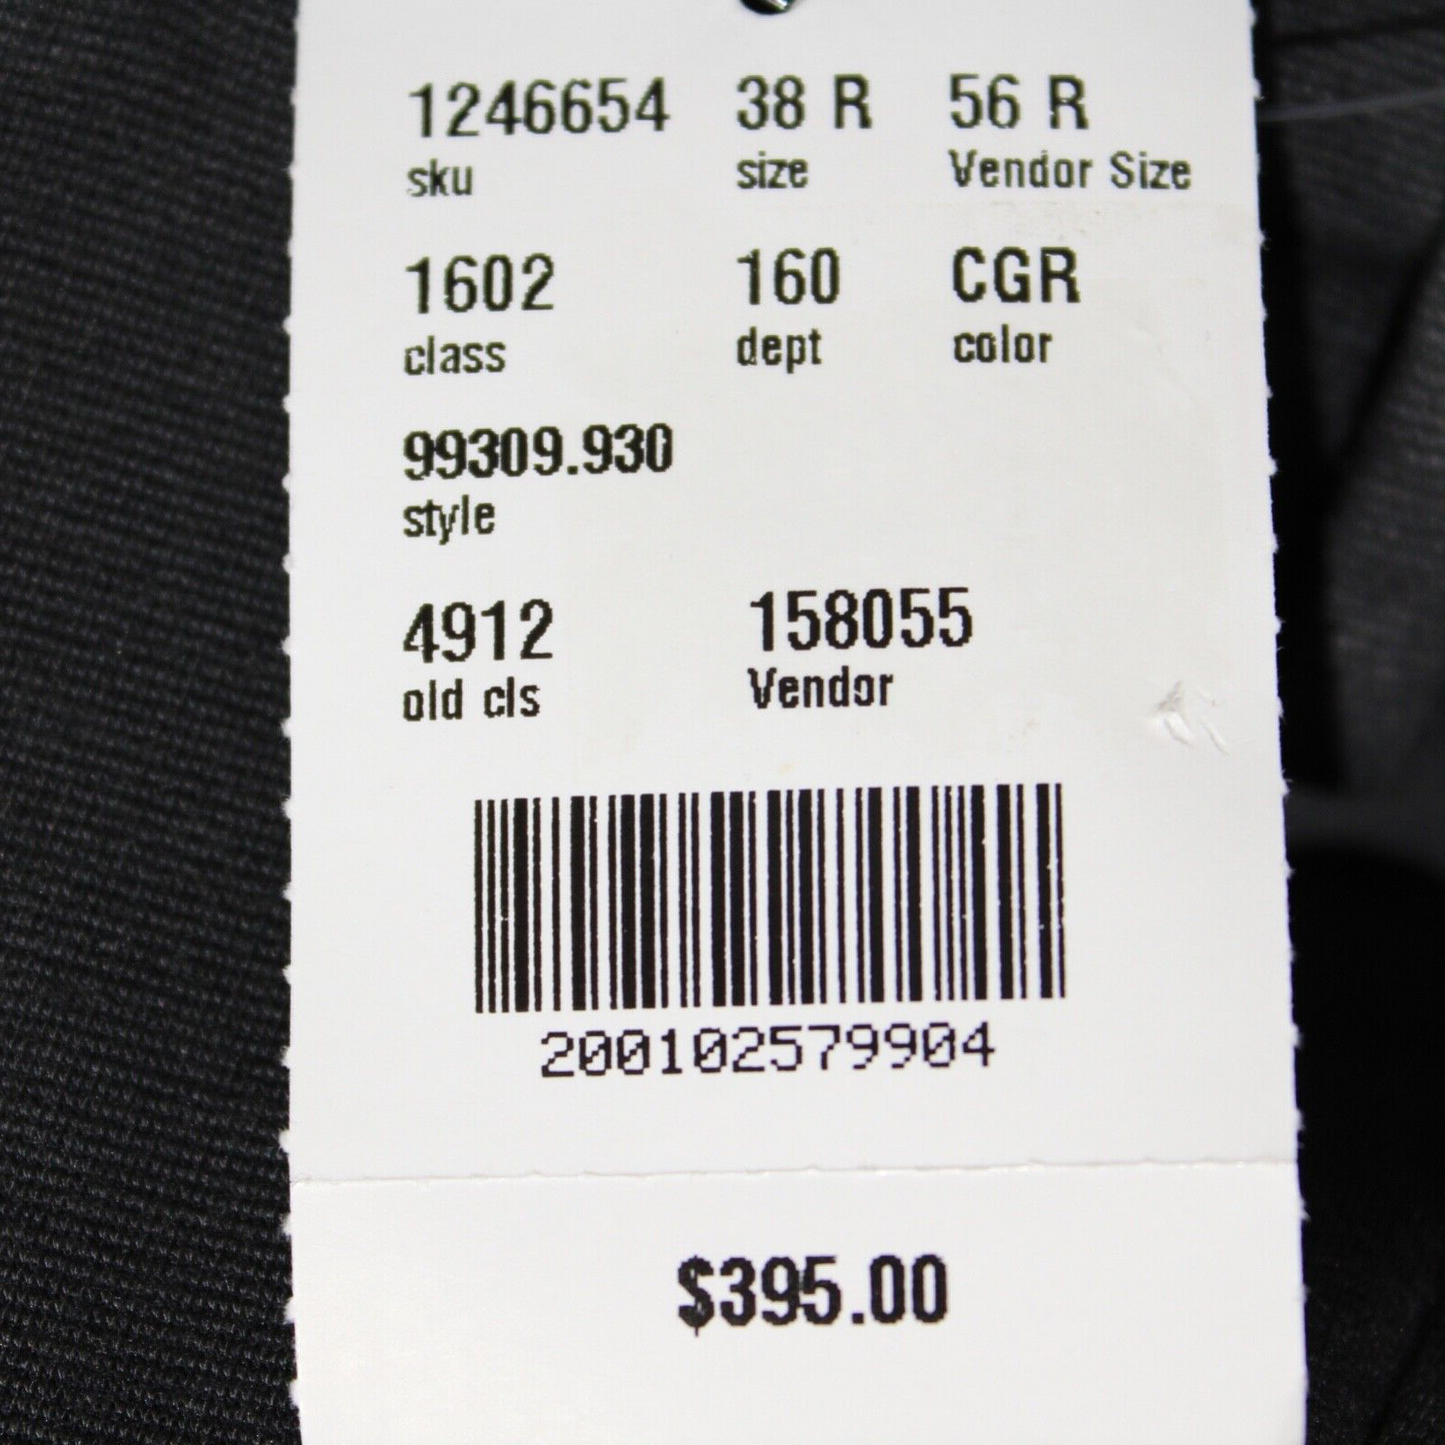 1246654 38 R 56 R
sku size Vendor Size
1602 160 CGR
class dept color
99309.930
style
4912 158055
old cls Vendor
200102579904
$395.00